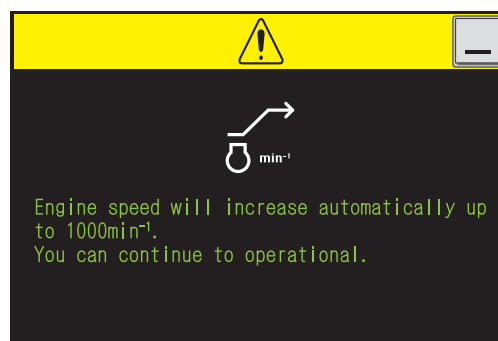 min⁻¹
Engine speed will increase automatically up
to 1000min⁻¹.
You can continue to operational.